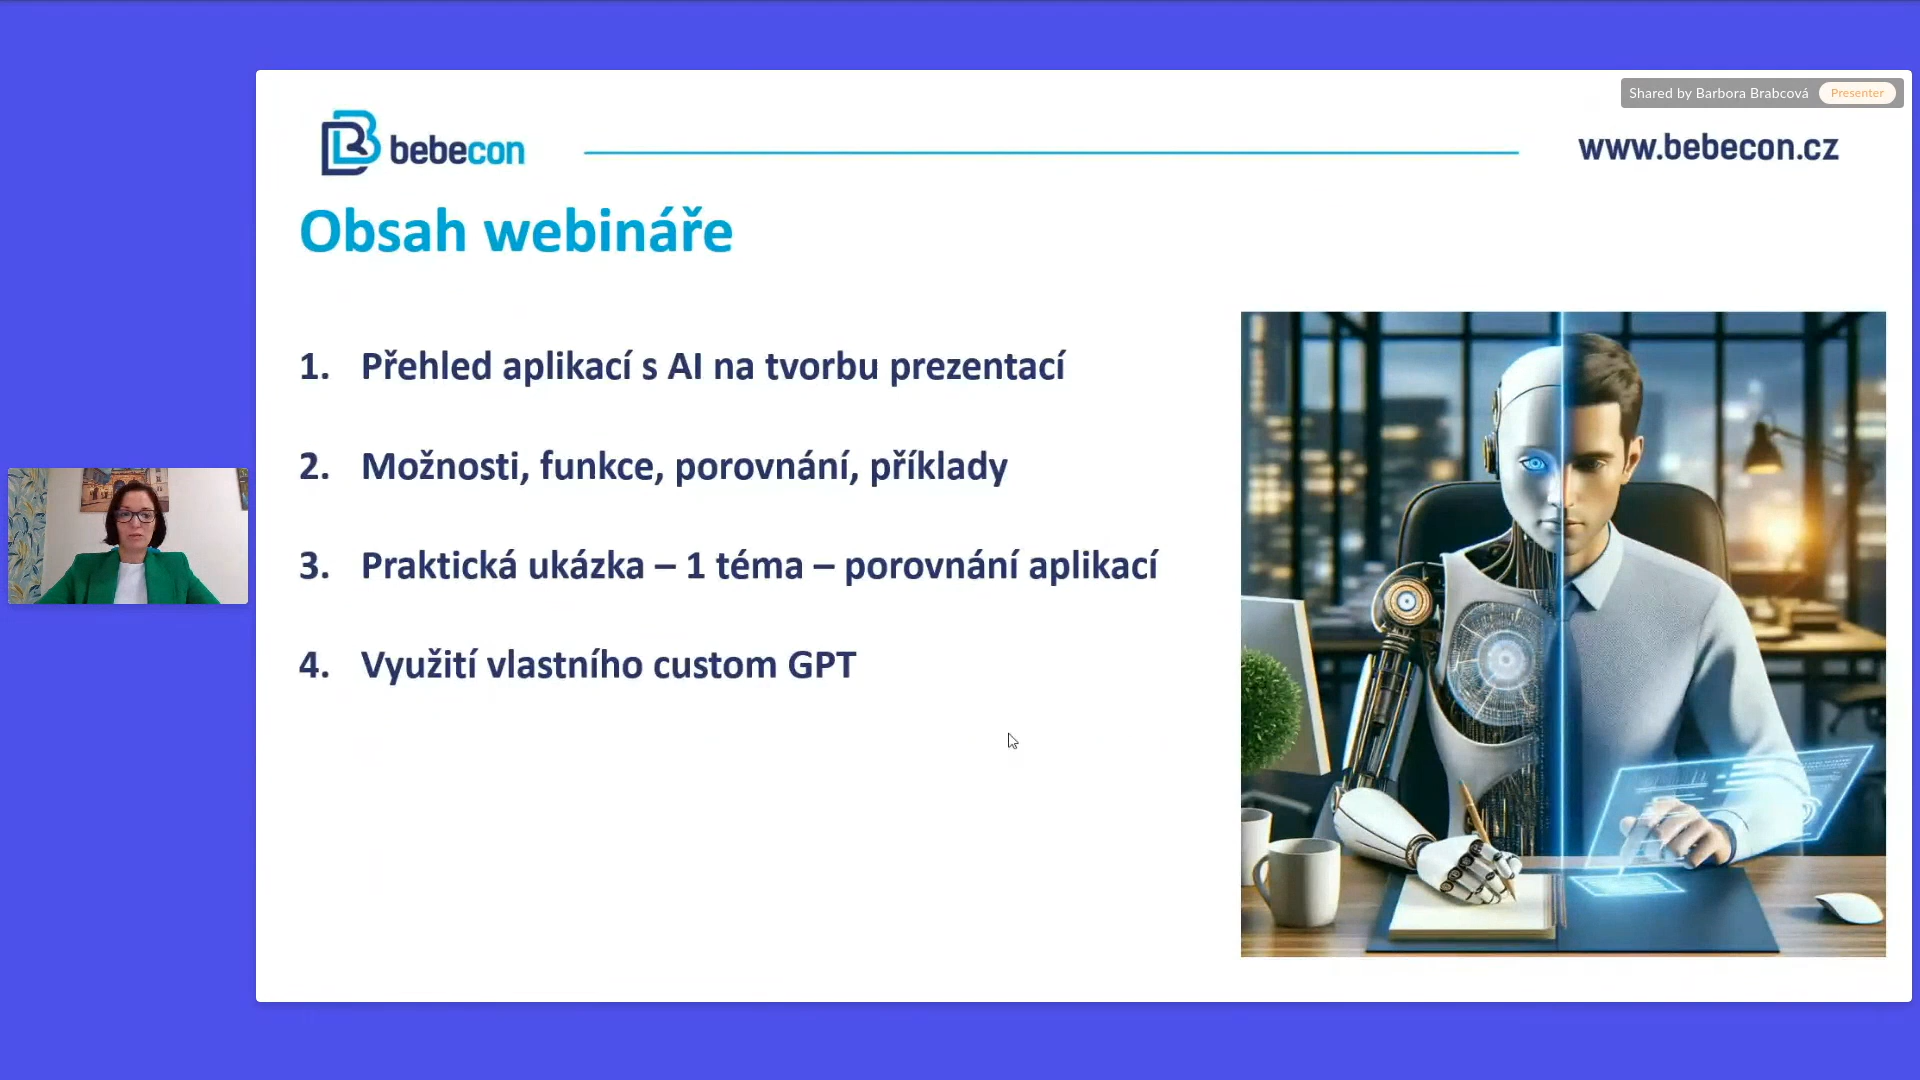 Shared by Barbora Brabcová Presenter
bebecon
www.bebecon.cz
Obsah webináře
1. Přehled aplikací s AI na tvorbu prezentací
2. Možnosti, funkce, porovnání, příklady
3. Praktická ukázka – 1 téma – porovnání aplikací
4. Využití vlastního custom GPT